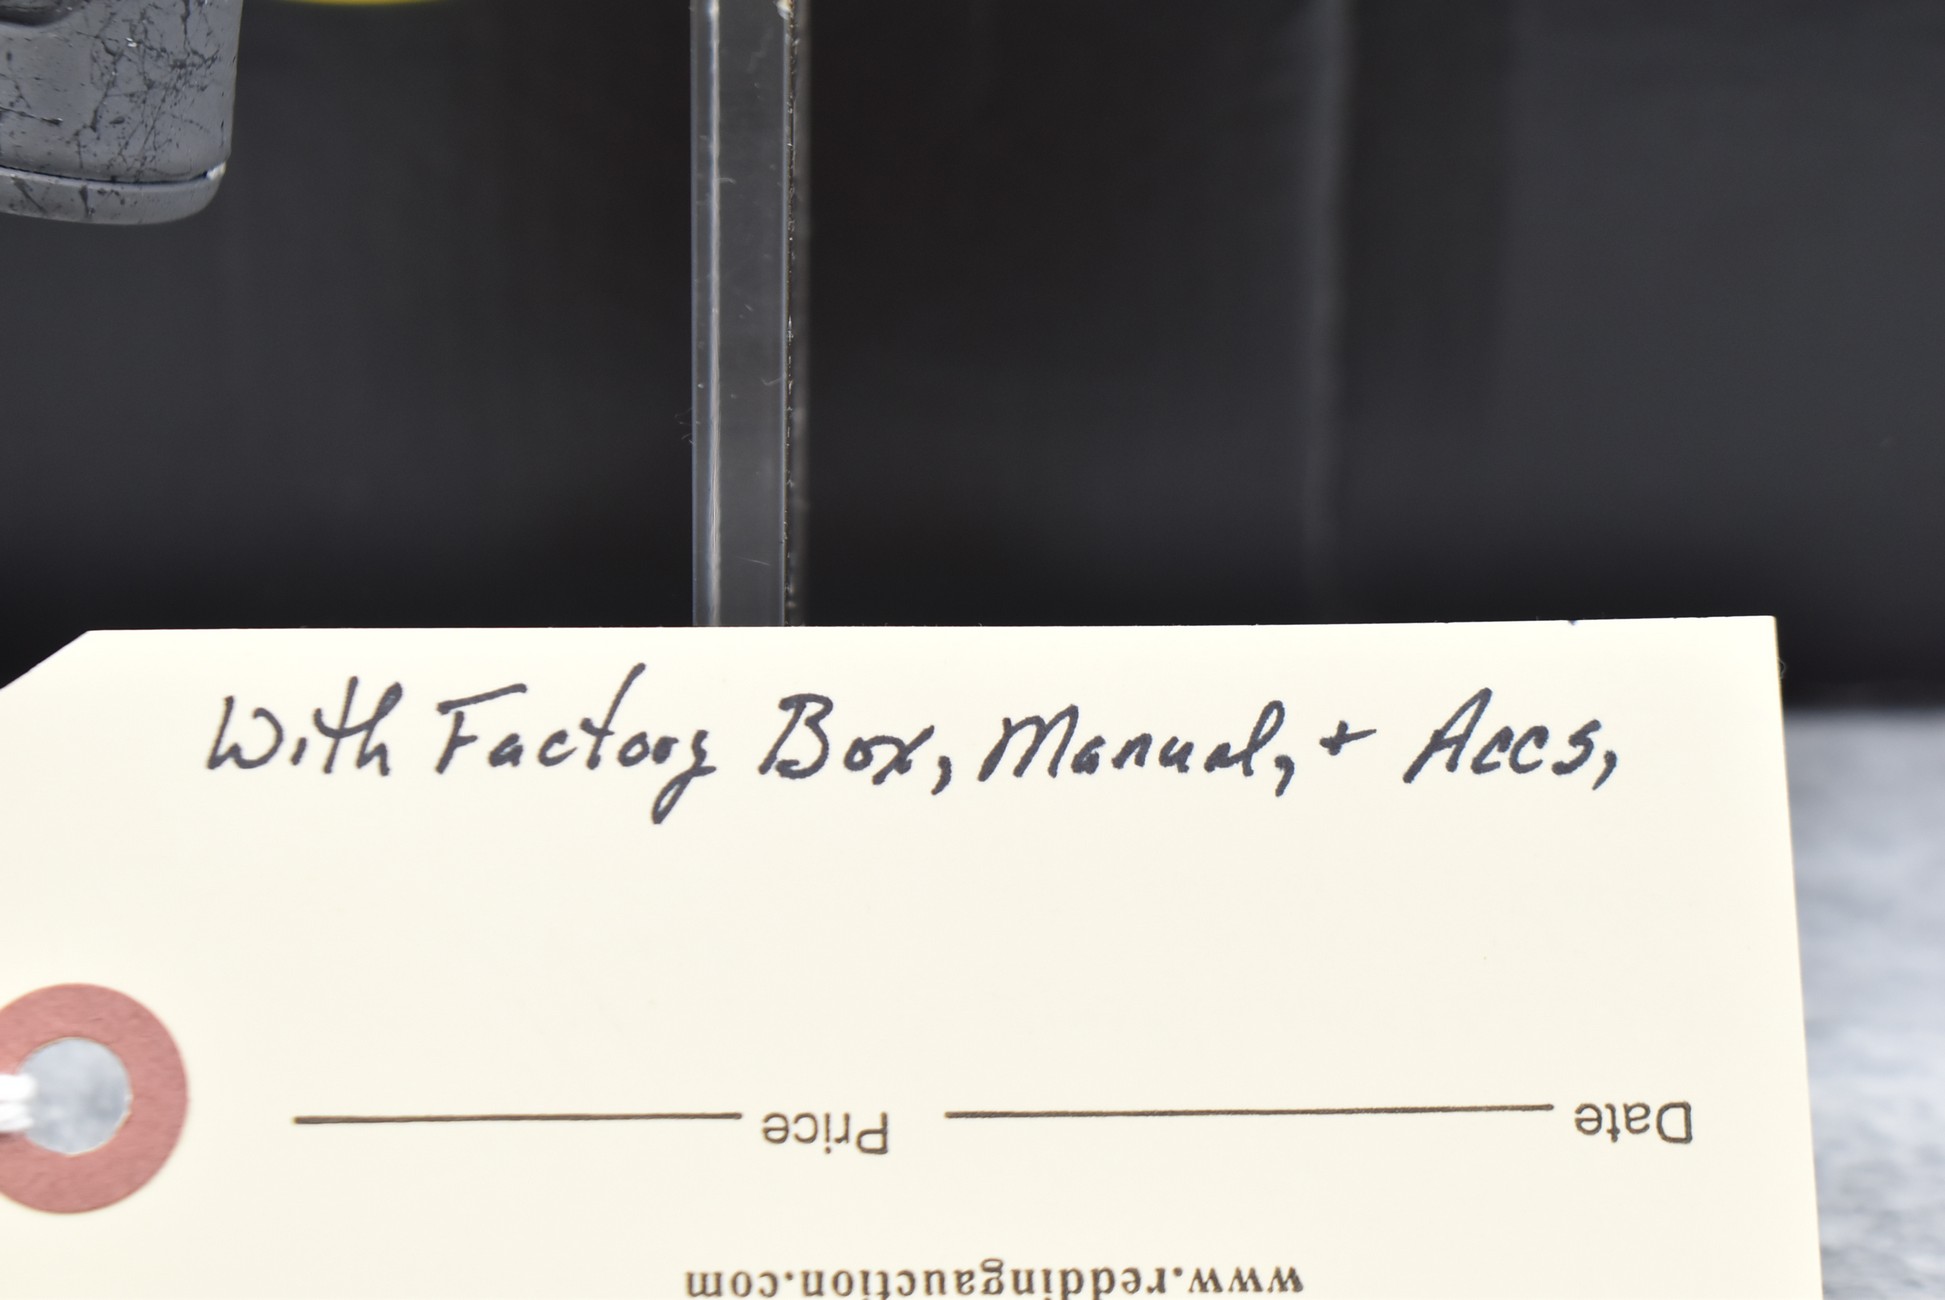 With Factory Box, Manual, + Accs,
Date Price
www.reddingauction.com